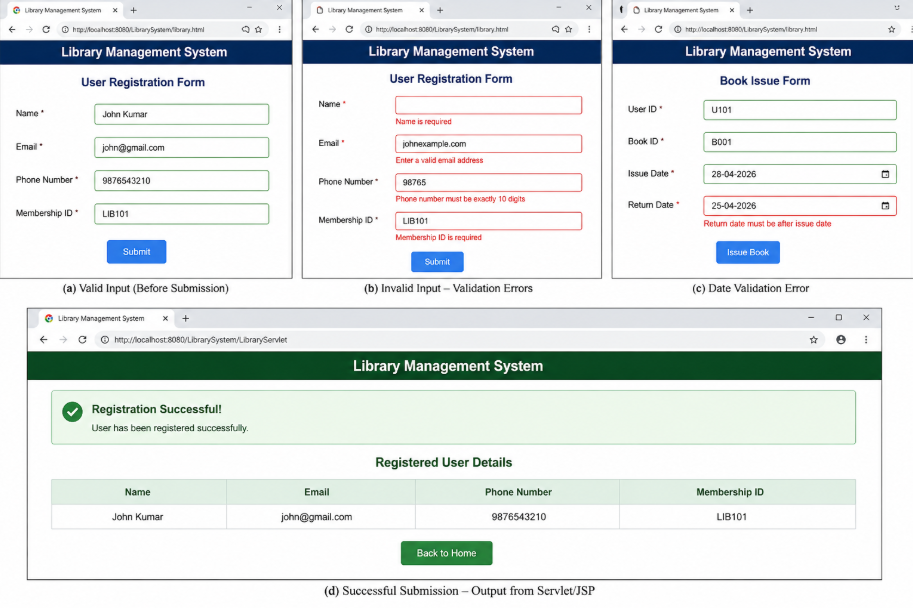 Library Management System
http://localhost:8080/LibrarySystem/library.html
Library Management System
User Registration Form
Name *
John Kumar
Email *
john@gmail.com
Phone Number *
9876543210
Membership ID *
LIB101
Submit
(a) Valid Input (Before Submission)
Library Management System
http://localhost:8080/LibrarySystem/library.html
Library Management System
User Registration Form
Name *
Name is required
Email *
johnexample.com
Enter a valid email address
Phone Number *
98765
Phone number must be exactly 10 digits
Membership ID *
LIB101
Membership ID is required
Submit
(b) Invalid Input – Validation Errors
Library Management System
http://localhost:8080/LibrarySystem/library.html
Library Management System
Book Issue Form
User ID *
U101
Book ID *
B001
Issue Date *
28-04-2026
Return Date *
25-04-2026
Return date must be after issue date
Issue Book
(c) Date Validation Error
Library Management System
http://localhost:8080/LibrarySystem/LibraryServlet
Library Management System
Registration Successful!
User has been registered successfully.
Registered User Details
Name Email Phone Number Membership ID
John Kumar john@gmail.com 9876543210 LIB101
Back to Home
(d) Successful Submission – Output from Servlet/JSP